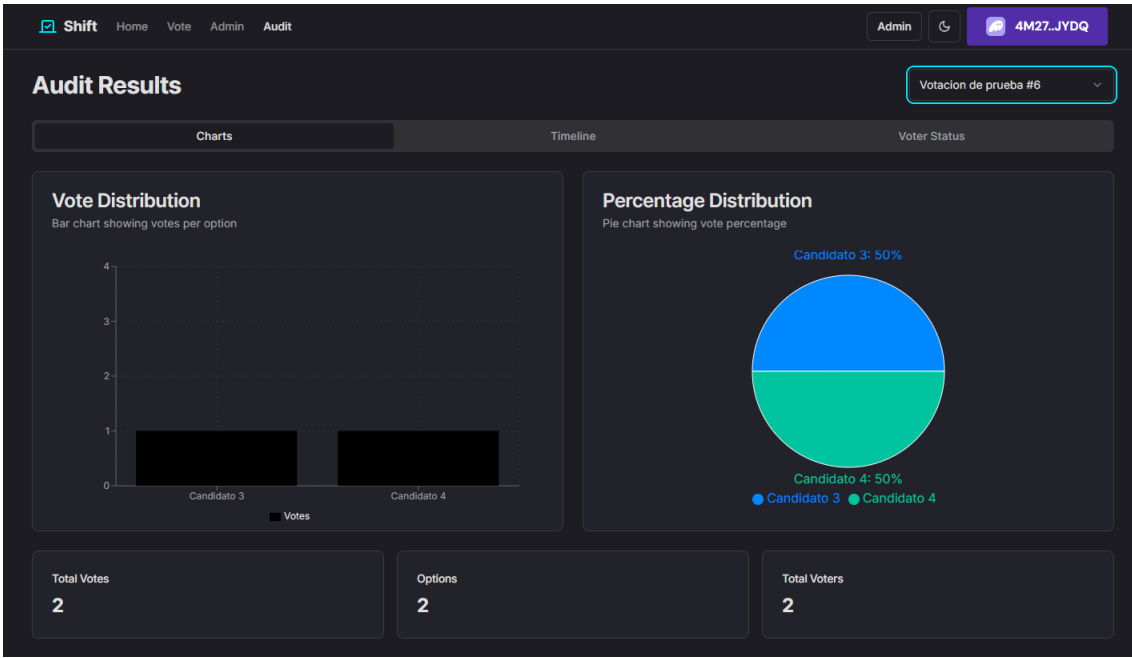 Shift Home Vote Admin Audit Admin 4M27..JYDQ
Audit Results
Votacion de prueba #6
Charts Timeline Voter Status
Vote Distribution
Bar chart showing votes per option
4
3
2
1
0
Candidato 3 Candidato 4
Votes
Percentage Distribution
Pie chart showing vote percentage
Candidato 3: 50%
Candidato 4: 50%
Candidato 3 Candidato 4
Total Votes
2
Options
2
Total Voters
2